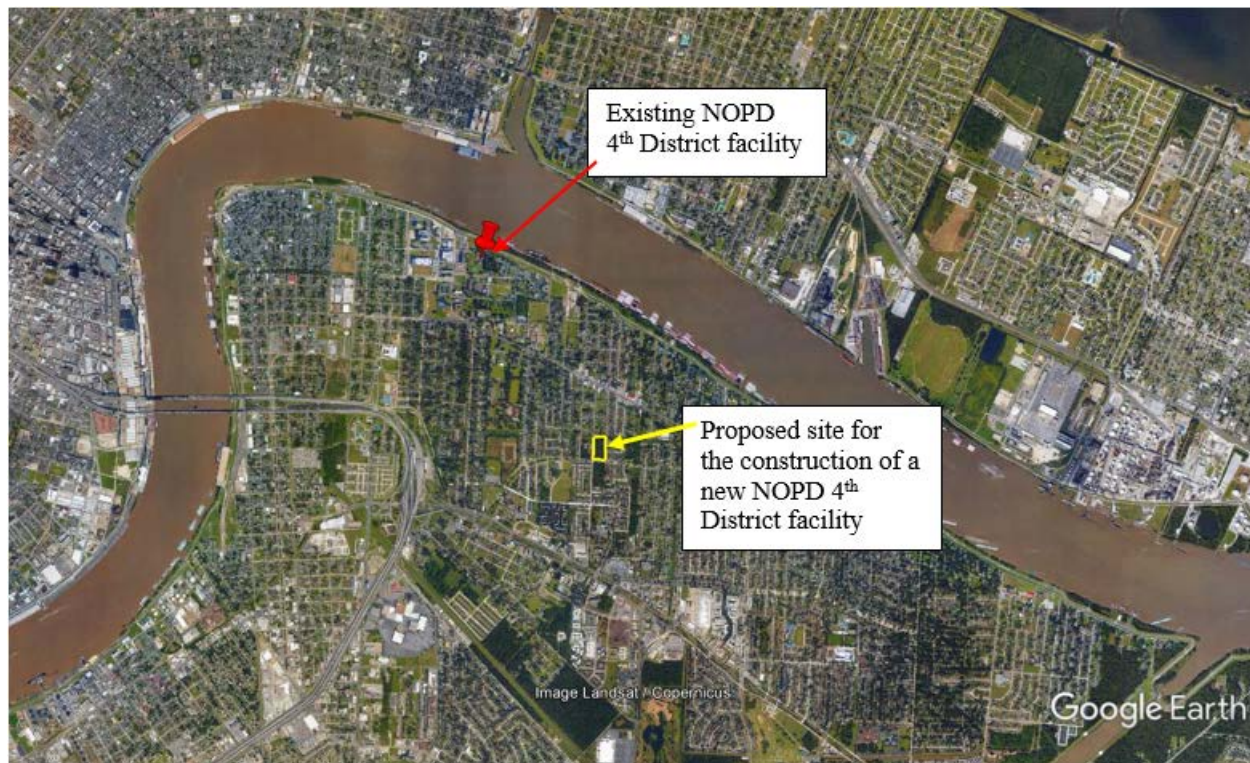 Existing NOPD
4th District facility
Proposed site for
the construction of a
new NOPD 4th
District facility
Image Landsat / Copernicus
Google Earth